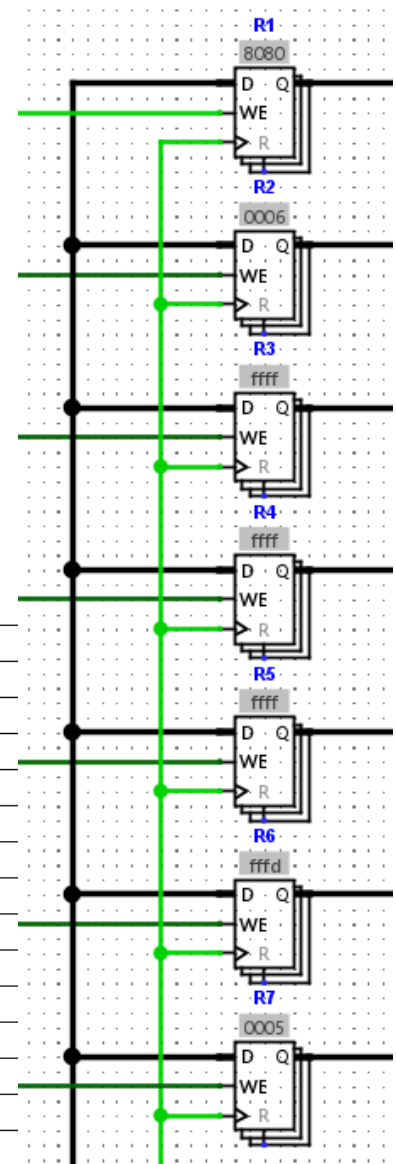 R1
8080
D Q
WE
R
R2
0006
D Q
WE
R
R3
ffff
D Q
WE
R
R4
ffff
D Q
WE
R
R5
ffff
D Q
WE
R
R6
fffd
D Q
WE
R
R7
0005
D Q
WE
R